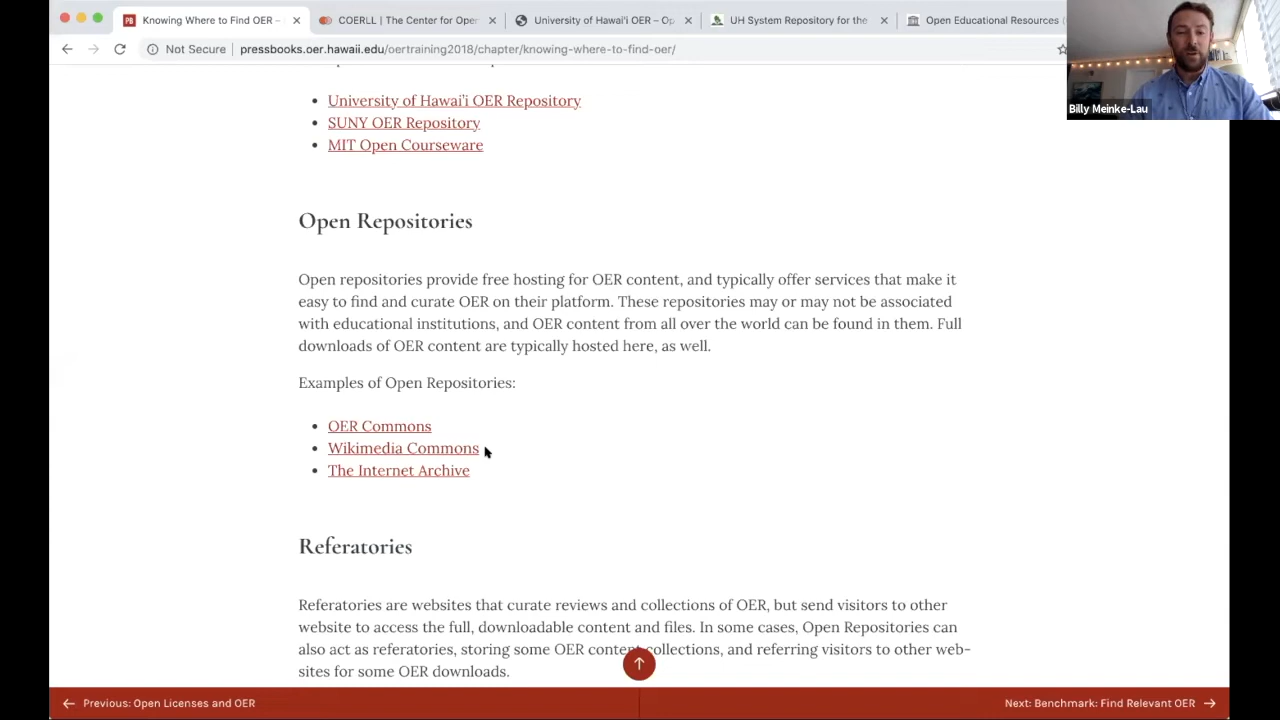 Knowing Where to Find OER –
COERLL | The Center for Open
University of Hawai'i OER – Op
UH System Repository for the
Open Educational Resources (
Not Secure | pressbooks.oer.hawaii.edu/oertraining2018/chapter/knowing-where-to-find-oer/
Billy Meinke-Lau
• University of Hawai'i OER Repository
• SUNY OER Repository
• MIT Open Courseware
Open Repositories
Open repositories provide free hosting for OER content, and typically offer services that make it
easy to find and curate OER on their platform. These repositories may or may not be associated
with educational institutions, and OER content from all over the world can be found in them. Full
downloads of OER content are typically hosted here, as well.
Examples of Open Repositories:
• OER Commons
• Wikimedia Commons
• The Internet Archive
Referatories
Referatories are websites that curate reviews and collections of OER, but send visitors to other
website to access the full, downloadable content and files. In some cases, Open Repositories can
also act as referatories, storing some OER content collections, and referring visitors to other web-
sites for some OER downloads.
← Previous: Open Licenses and OER
Next: Benchmark: Find Relevant OER →